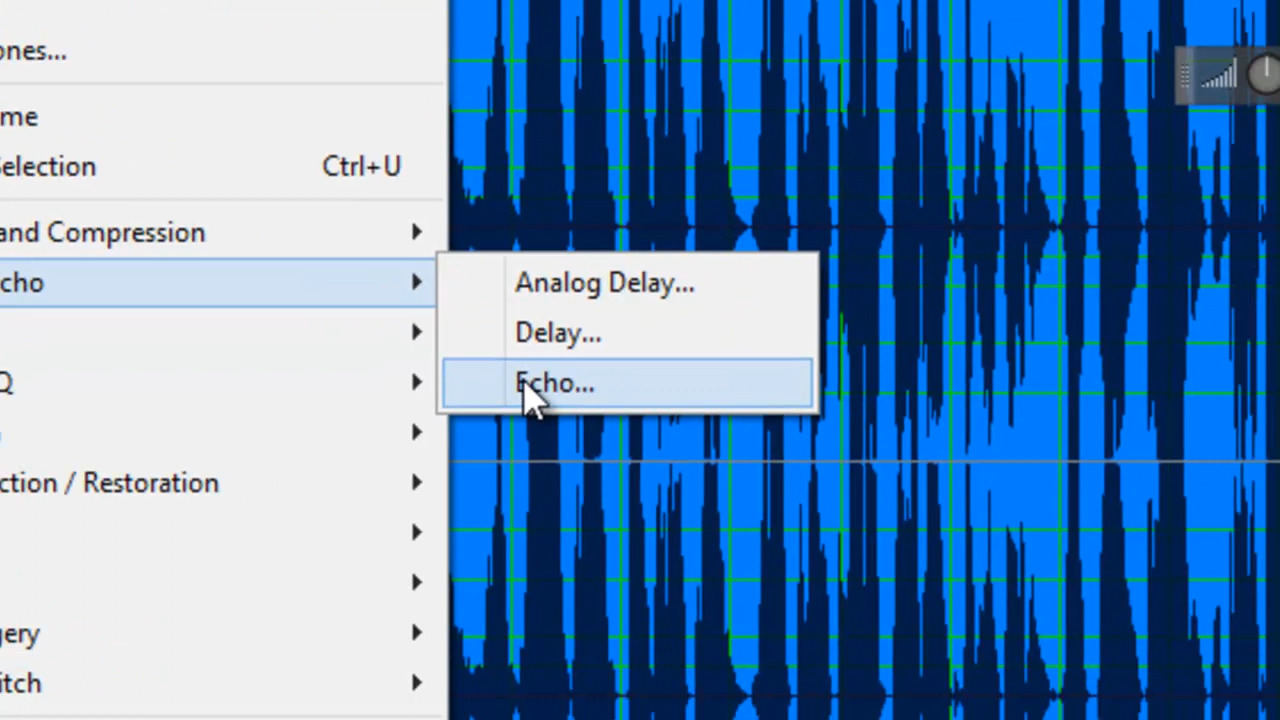 ones...
me
Selection Ctrl+U
and Compression
cho
Analog Delay...
Delay...
Q
Echo...
ction / Restoration
gery
itch